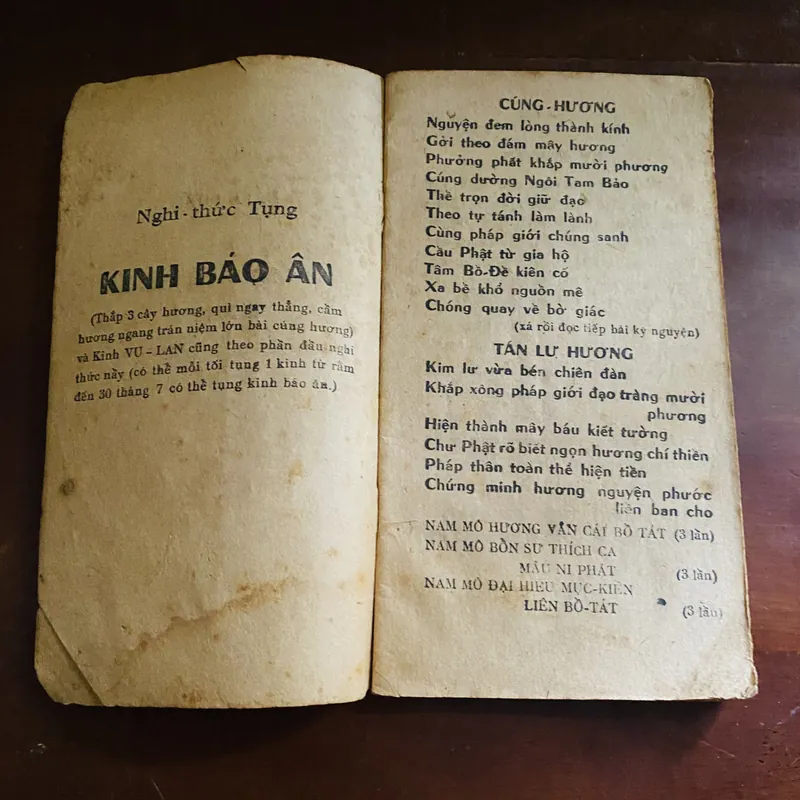 Nghi-thức Tụng
KINH BÁO ÂN
(Thắp 3 cây hương, quì ngay thẳng, cầm
hương ngang trán niệm lớn bài cúng hương)
và Kinh VU-LAN cũng theo phần đầu nghi
thức nầy (có thể mỗi tối tụng 1 kinh từ rằm
đến 30 tháng 7 có thể tụng kinh báo ân.)
CÚNG-HƯƠNG
Nguyện đem lòng thành kính
Gởi theo đám mây hương
Phưởng phất khắp mười phương
Cúng dường Ngôi Tam Bảo
Thề trọn đời giữ đạo
Theo tự tánh làm lành
Cùng pháp giới chúng sanh
Cầu Phật từ gia hộ
Tâm Bồ-Đề kiên cố
Xa bể khổ nguồn mê
Chóng quay về bờ giác
(xá rồi đọc tiếp bài kỳ nguyện)
TÁN LƯ HƯƠNG
Kim lư vừa bén chiên đàn
Khắp xông pháp giới đạo tràng mười
phương
Hiện thành mây báu kiết tường
Chư Phật rõ biết ngọn hương chí thiền
Pháp thân toàn thể hiện tiền
Chứng minh hương nguyện phước
liền ban cho
NAM MÔ HƯƠNG VÂN CÁI BỒ TÁT (3 lần)
NAM MÔ BỔN SƯ THÍCH CA
MÂU NI PHẬT (3 lần)
NAM MÔ ĐẠI HIẾU MỤC-KIỀN
LIÊN BỒ-TÁT (3 lần)